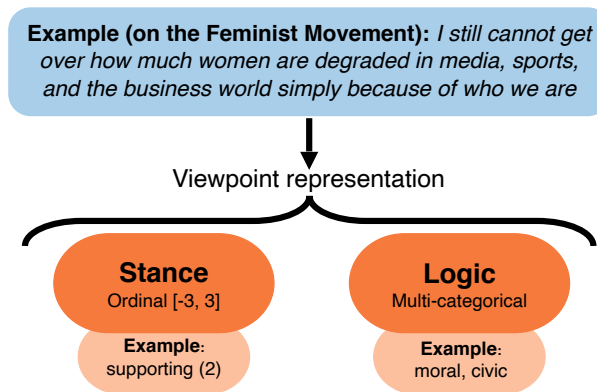 Example (on the Feminist Movement): I still cannot get
over how much women are degraded in media, sports,
and the business world simply because of who we are
Viewpoint representation
Stance
Ordinal [-3, 3]
Example:
supporting (2)
Logic
Multi-categorical
Example:
moral, civic